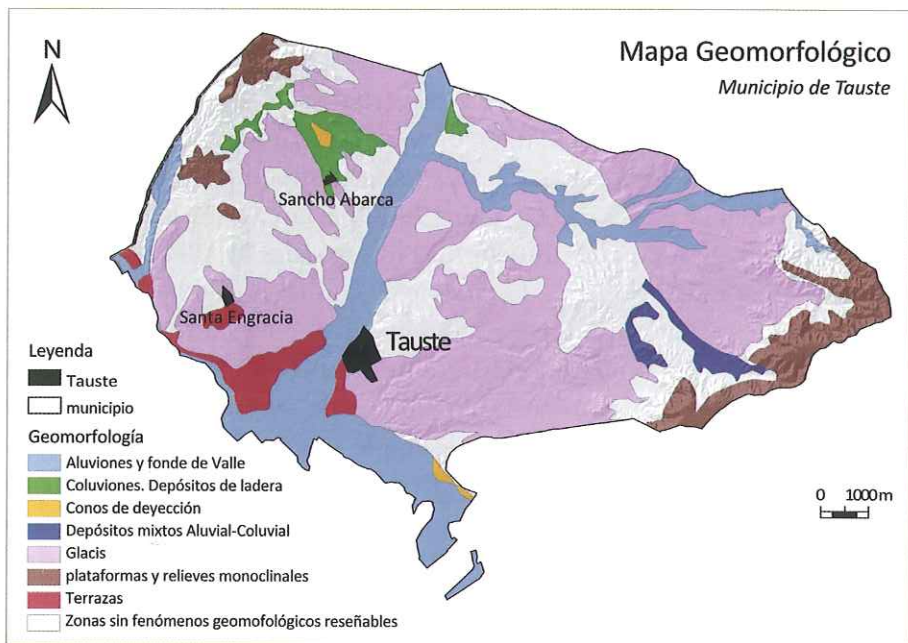 Mapa Geomorfológico
Municipio de Tauste
N
Sancho Abarca
Santa Engracia
Tauste
Leyenda
Tauste
municipio
Geomorfología
Aluviones y fonde de Valle
Coluviones. Depósitos de ladera
Conos de deyección
Depósitos mixtos Aluvial-Coluvial
Glacis
plataformas y relieves monoclinales
Terrazas
Zonas sin fenómenos geomofológicos reseñables
0 1000 m